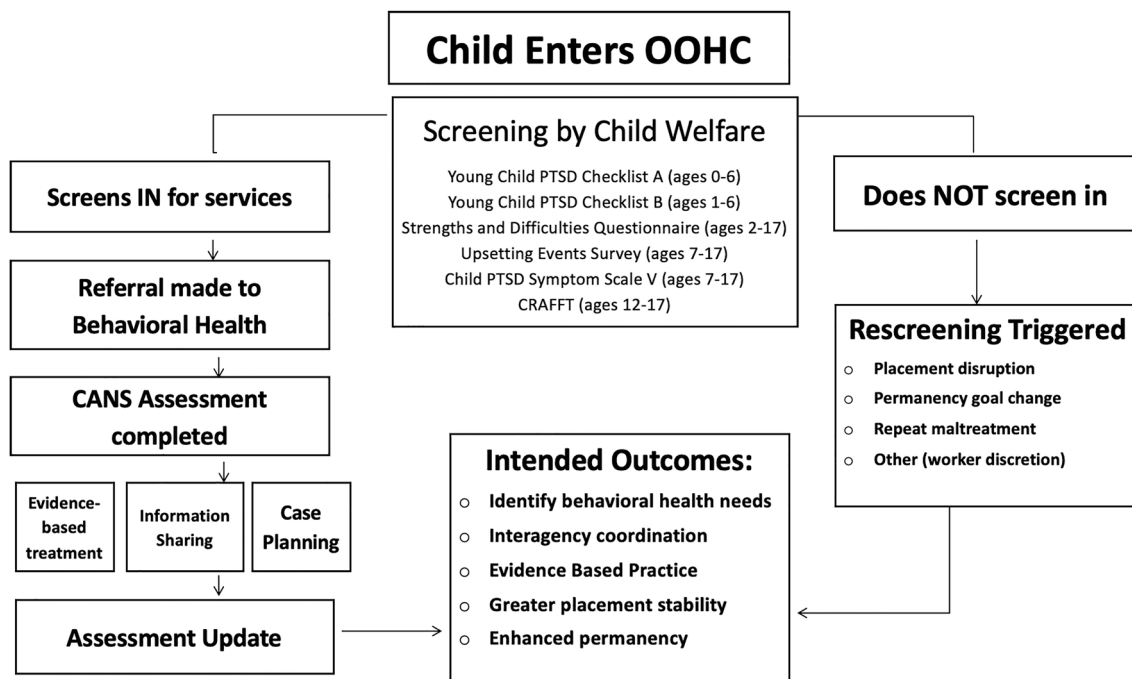 Child Enters OOHC
Screening by Child Welfare
Young Child PTSD Checklist A (ages 0-6)
Young Child PTSD Checklist B (ages 1-6)
Strengths and Difficulties Questionnaire (ages 2-17)
Upsetting Events Survey (ages 7-17)
Child PTSD Symptom Scale V (ages 7-17)
CRAFFT (ages 12-17)
Screens IN for services
Referral made to
Behavioral Health
CANS Assessment
completed
Evidence-
based
treatment
Information
Sharing
Case
Planning
Assessment Update
Does NOT screen in
Rescreening Triggered
Placement disruption
Permanency goal change
Repeat maltreatment
Other (worker discretion)
Intended Outcomes:
Identify behavioral health needs
Interagency coordination
Evidence Based Practice
Greater placement stability
Enhanced permanency